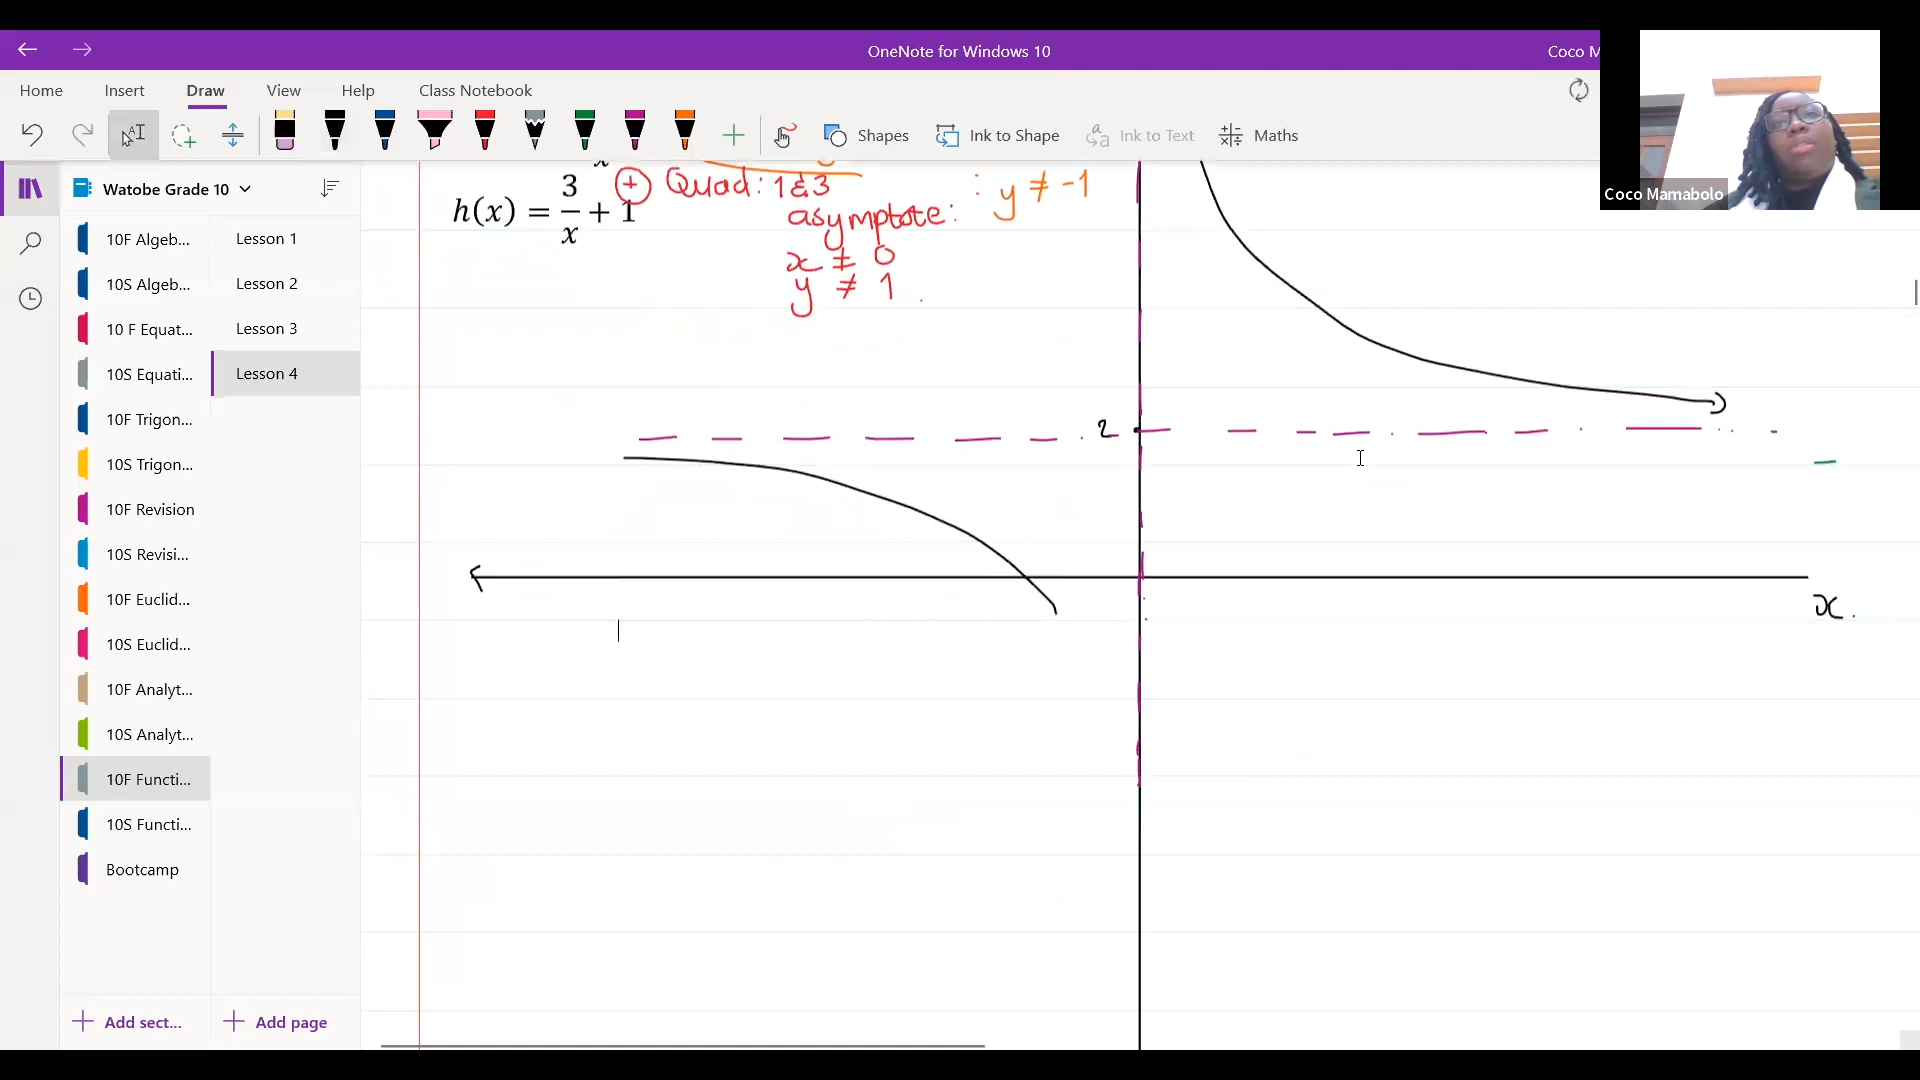 OneNote for Windows 10
Coco M
Home
Insert
Draw
View
Help
Class Notebook
Shapes
Ink to Shape
Ink to Text
Maths
Coco Mamabolo
Watobe Grade 10
10F Algeb...
10S Algeb...
10 F Equat...
10S Equati...
10F Trigon...
10S Trigon...
10F Revision
10S Revisi...
10F Euclid...
10S Euclid...
10F Analyt...
10S Analyt...
10F Functi...
10S Functi...
Bootcamp
Add sect...
Lesson 1
Lesson 2
Lesson 3
Lesson 4
Add page
h(x) = 3/x + 1
+ Quad: 1 & 3
: y ≠ -1
asymptote:
x ≠ 0
y ≠ 1
2
x